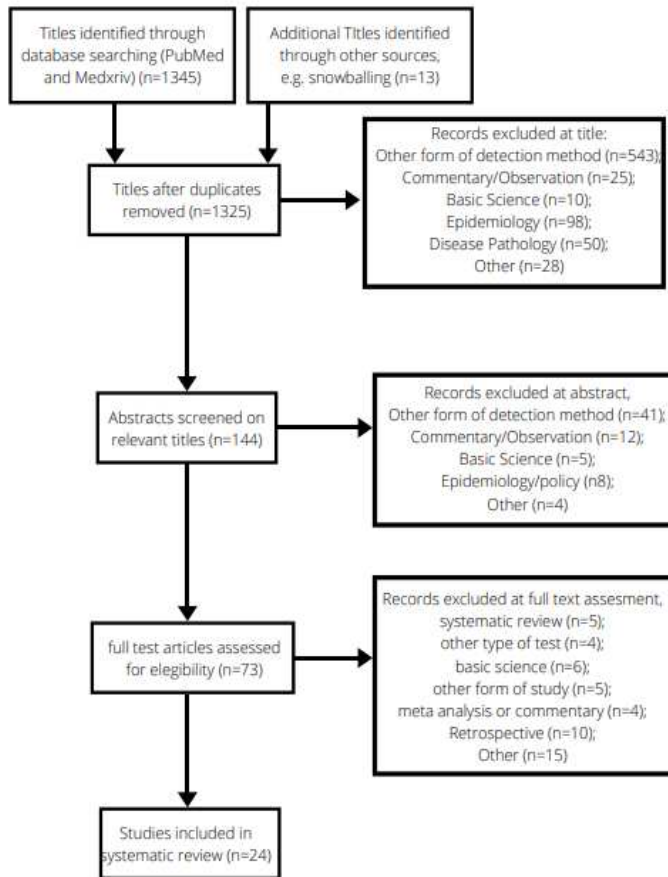 Titles identified through
database searching (PubMed
and Medxriv) (n=1345)
Additional TItles identified
through other sources,
e.g. snowballing (n=13)
Records excluded at title:
Other form of detection method (n=543);
Commentary/Observation (n=25);
Basic Science (n=10);
Epidemiology (n=98);
Disease Pathology (n=50);
Other (n=28)
Titles after duplicates
removed (n=1325)
Abstracts screened on
relevant titles (n=144)
Records excluded at abstract,
Other form of detection method (n=41);
Commentary/Observation (n=12);
Basic Science (n=5);
Epidemiology/policy (n8);
Other (n=4)
full test articles assessed
for elegibility (n=73)
Records excluded at full text assesment,
systematic review (n=5);
other type of test (n=4);
basic science (n=6);
other form of study (n=5);
meta analysis or commentary (n=4);
Retrospective (n=10);
Other (n=15)
Studies included in
systematic review (n=24)